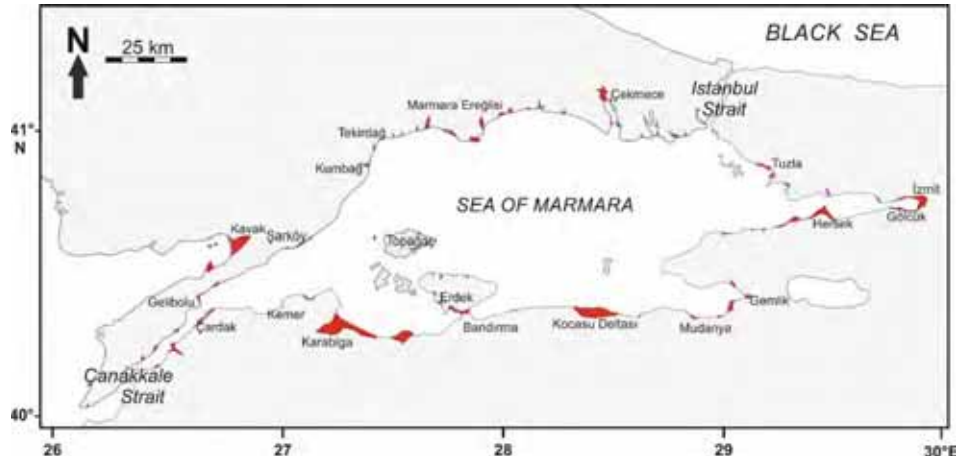 BLACK SEA
N
25 km
Istanbul
Strait
Çekmece
Marmara Ereğlisi
41°
N
Tekirdağ
Kumbağ
Tuzla
İzmit
SEA OF MARMARA
Gölcük
Hersek
Kavak
Şarköy
Topağaç
Gelibolu
Erdek
Gemlik
Kemer
Çardak
Karabiga
Bandırma
Kocasu Deltası
Mudanya
Çanakkale
Strait
40°
26
27
28
29
30°E